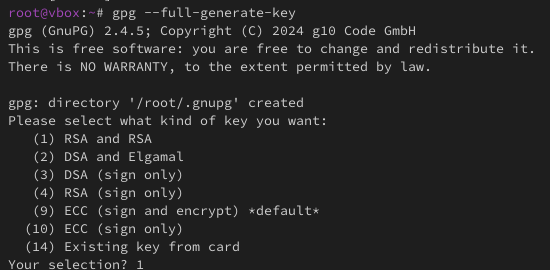 root@vbox:~# gpg --full-generate-key
gpg (GnuPG) 2.4.5; Copyright (C) 2024 g10 Code GmbH
This is free software: you are free to change and redistribute it.
There is NO WARRANTY, to the extent permitted by law.

gpg: directory '/root/.gnupg' created
Please select what kind of key you want:
   (1) RSA and RSA
   (2) DSA and Elgamal
   (3) DSA (sign only)
   (4) RSA (sign only)
   (9) ECC (sign and encrypt) *default*
  (10) ECC (sign only)
  (14) Existing key from card
Your selection? 1